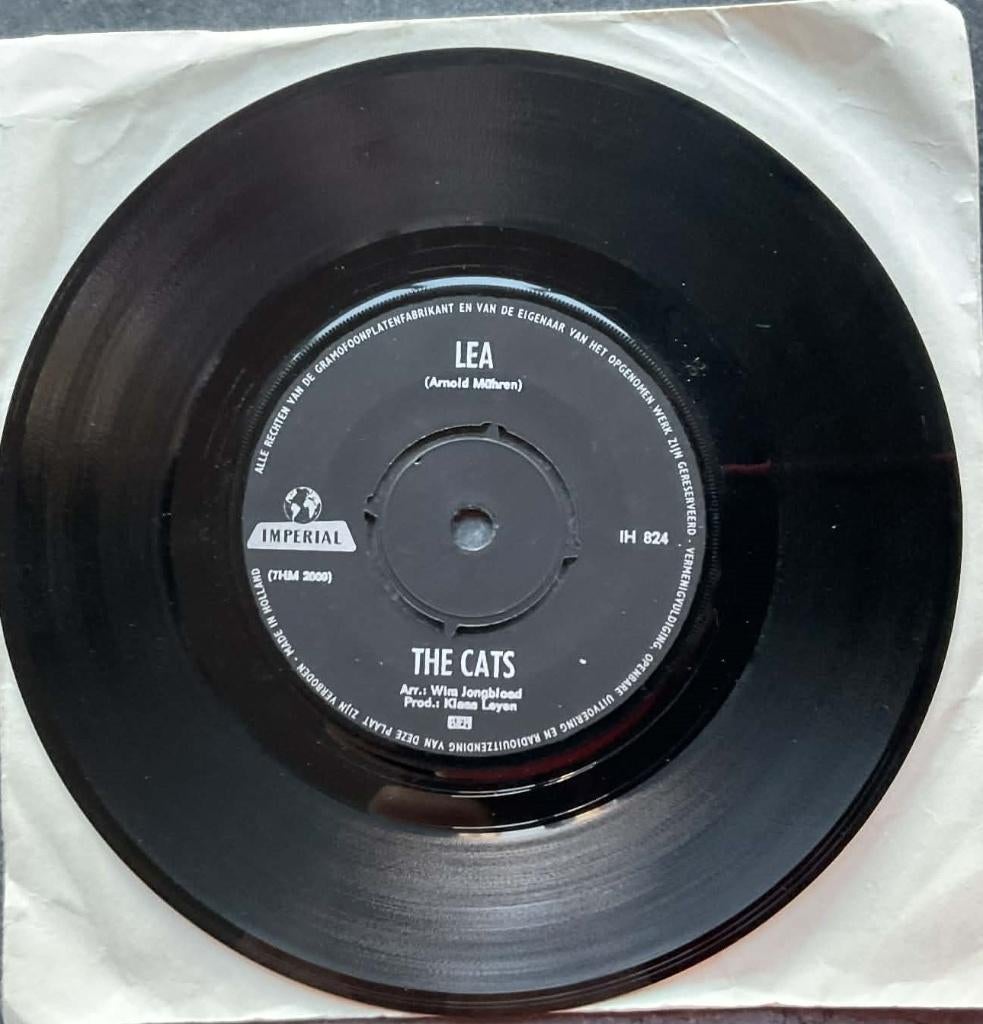 ALLE RECHTEN VAN DE GRAMOFOONPLATENFABRIKANT EN VAN DE EIGENAAR VAN HET OPGENOMEN WERK ZIJN GERESERVEERD · VERMENIGVULDIGING, OPENBARE UITVOERING EN RADIOUITZENDING VAN DEZE PLAAT ZIJN VERBODEN · MADE IN HOLLAND
LEA
(Arnold Mühren)
IMPERIAL
IH 824
(7HM 2000)
THE CATS
Arr.: Wim Jongbloed
Prod.: Klaas Leyen